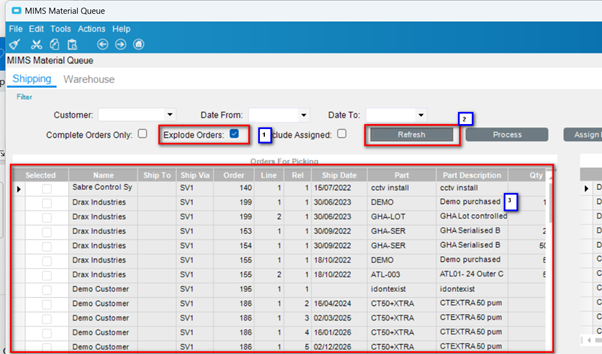 MIMS Material Queue
File Edit Tools Actions Help
MIMS Material Queue
Shipping Warehouse
Filter
Customer: Date From: Date To: 2
Complete Orders Only: Explode Orders: 1 clude Assigned: Refresh Process Assign
Orders For Picking
Selected Name Ship To Ship Via Order Line Rel Ship Date Part Part Description Qty
Sabre Control Sy SV1 140 1 1 15/07/2022 cctv install cctv install
Drax Industries SV1 199 1 1 30/06/2023 DEMO Demo purchased 3 1
Drax Industries SV1 199 2 1 30/06/2023 GHA-LOT GHA Lot controlled
Drax Industries SV1 153 1 1 30/09/2022 GHA-SER GHA Serialised B 2
Drax Industries SV1 154 1 1 30/09/2022 GHA-SER GHA Serialised B 50
Drax Industries SV1 155 1 1 18/10/2022 DEMO Demo purchased 5
Drax Industries SV1 155 2 1 18/10/2022 ATL-003 ATL01- 24 Outer C 5
Demo Customer SV1 195 1 1 idontexist idontexist
Demo Customer SV1 186 1 2 16/04/2024 CT50+XTRA CTEXTRA 50 pum
Demo Customer SV1 186 1 3 02/03/2025 CT50+XTRA CTEXTRA 50 pum
Demo Customer SV1 186 1 4 16/01/2026 CT50+XTRA CTEXTRA 50 pum
Demo Customer SV1 186 1 5 02/12/2026 CT50+XTRA CTEXTRA 50 pum